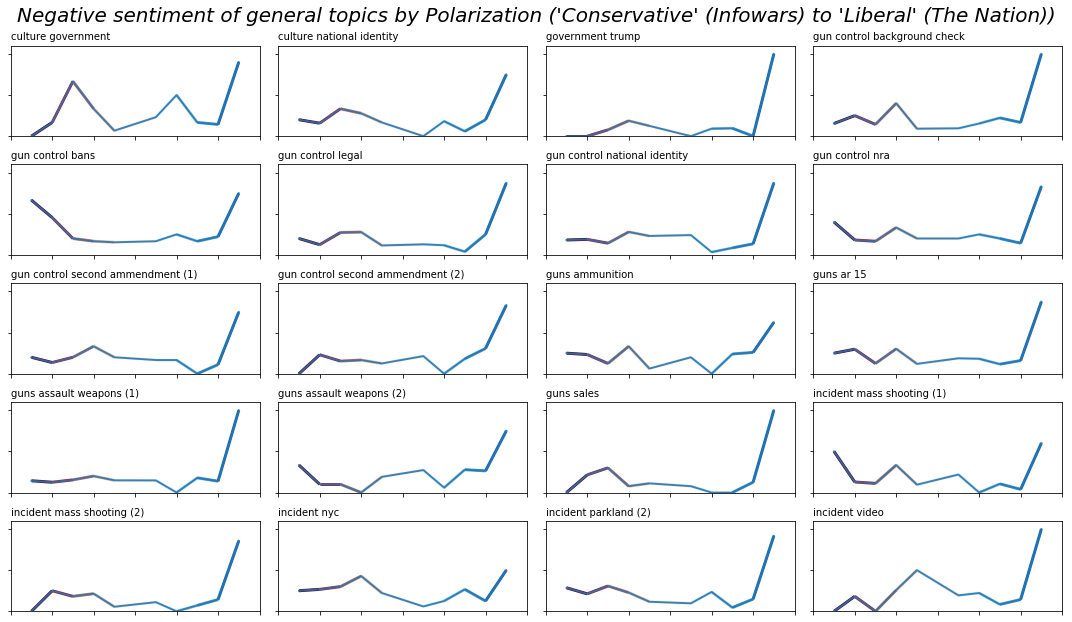 Negative sentiment of general topics by Polarization ('Conservative' (Infowars) to 'Liberal' (The Nation))
culture government
culture national identity
government trump
gun control background check
gun control bans
gun control legal
gun control national identity
gun control nra
gun control second ammendment (1)
gun control second ammendment (2)
guns ammunition
guns ar 15
guns assault weapons (1)
guns assault weapons (2)
guns sales
incident mass shooting (1)
incident mass shooting (2)
incident nyc
incident parkland (2)
incident video